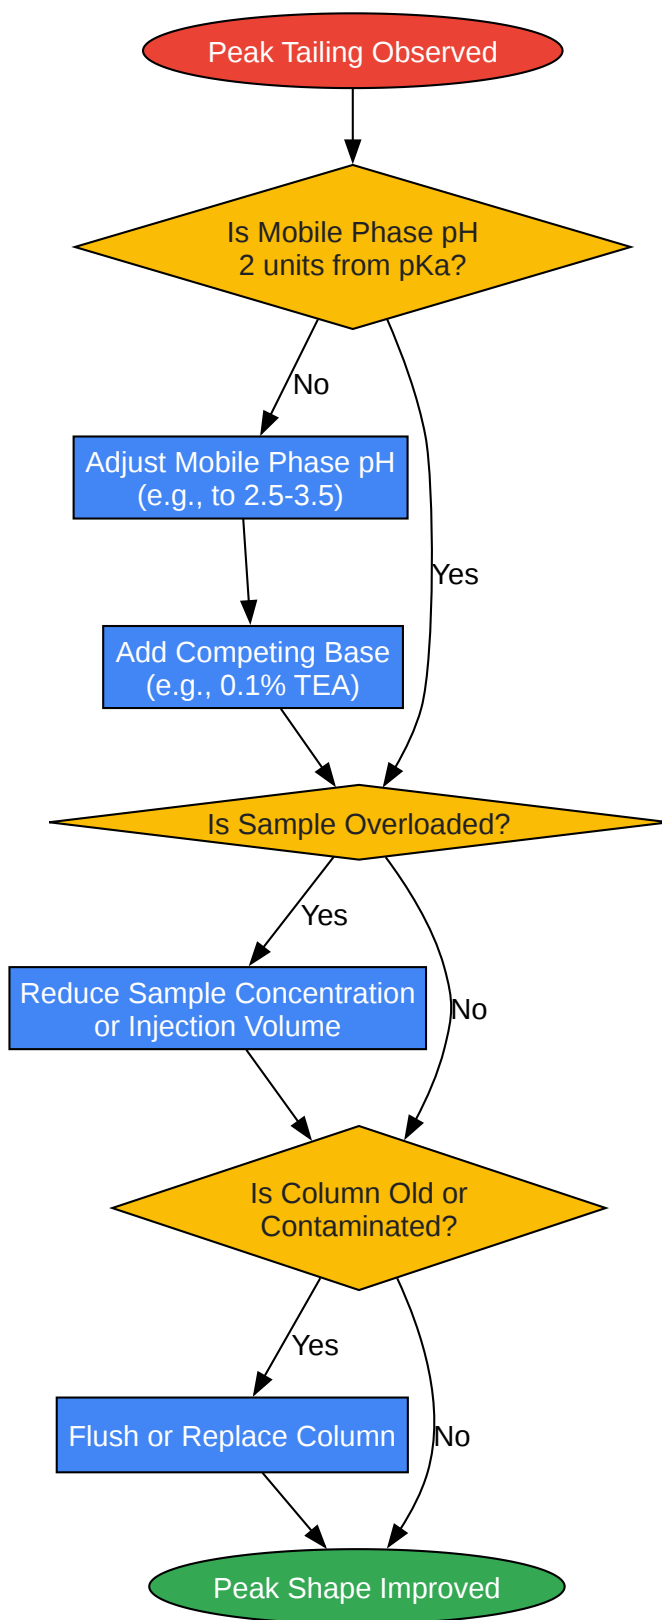 Peak Tailing Observed
Is Mobile Phase pH
2 units from pKa?
No
Adjust Mobile Phase pH
(e.g., to 2.5-3.5)
Yes
Add Competing Base
(e.g., 0.1% TEA)
Is Sample Overloaded?
Yes
Reduce Sample Concentration
or Injection Volume
No
Is Column Old or
Contaminated?
Yes
Flush or Replace Column
No
Peak Shape Improved